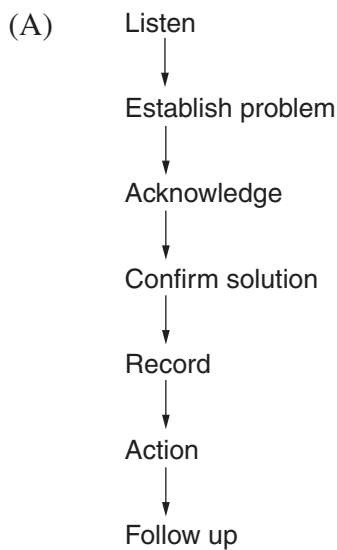 (A) Listen
Establish problem
Acknowledge
Confirm solution
Record
Action
Follow up